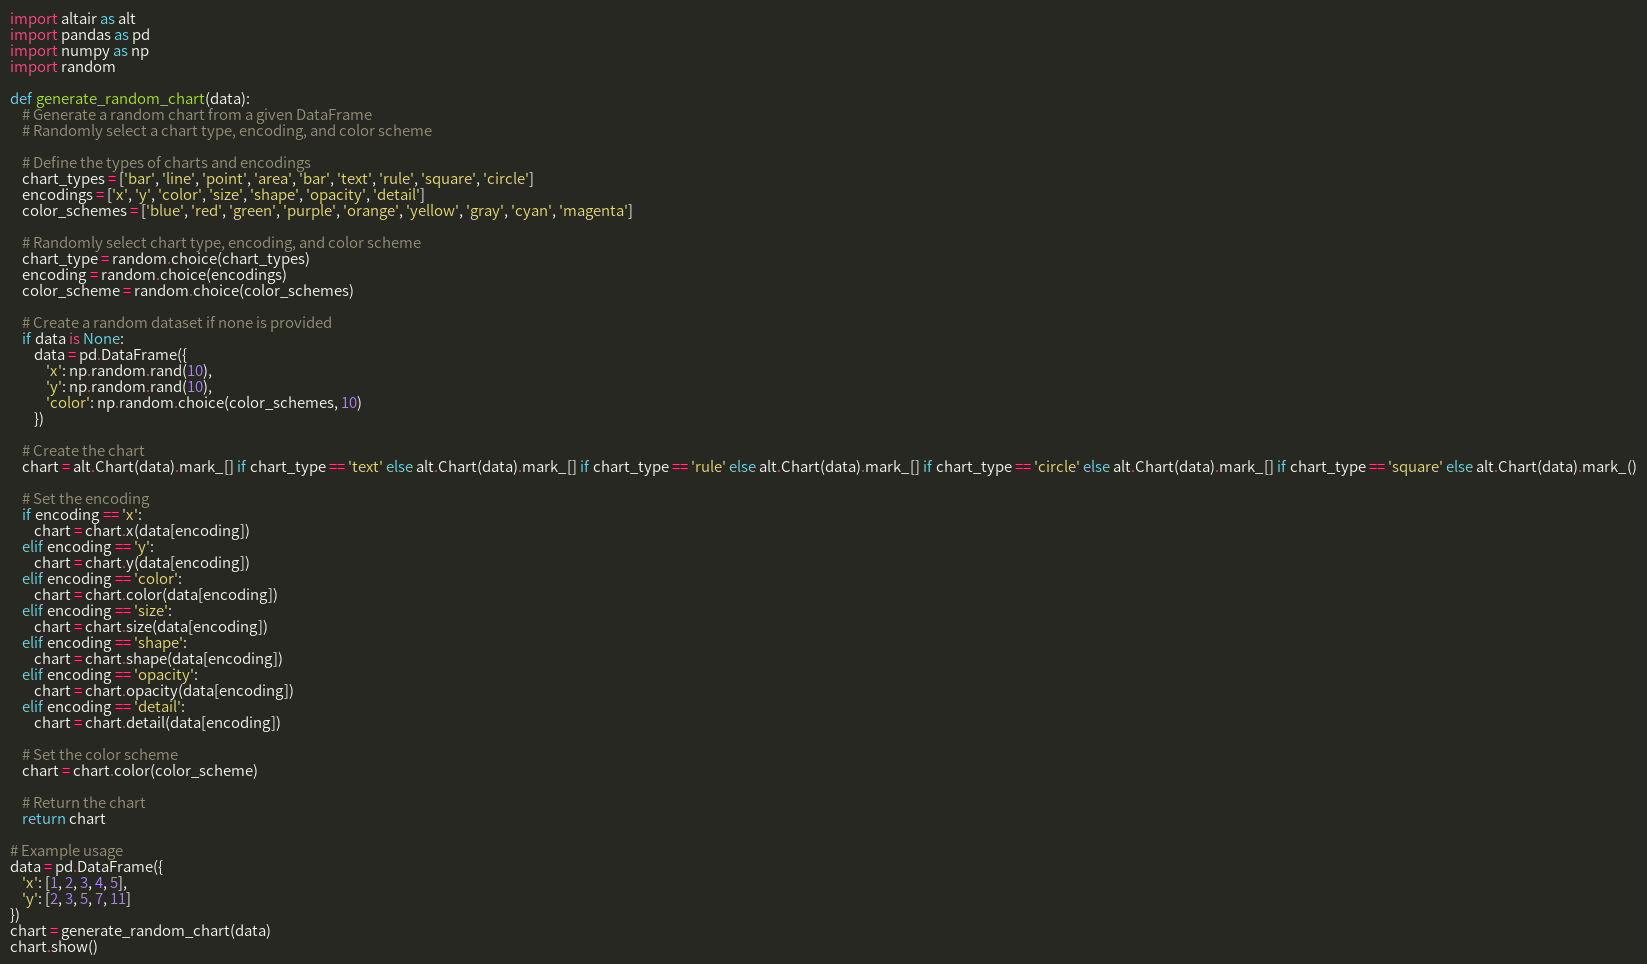 import altair as alt
import pandas as pd
import numpy as np
import random

def generate_random_chart(data):
    # Generate a random chart from a given DataFrame
    # Randomly select a chart type, encoding, and color scheme

    # Define the types of charts and encodings
    chart_types = ['bar', 'line', 'point', 'area', 'bar', 'text', 'rule', 'square', 'circle']
    encodings = ['x', 'y', 'color', 'size', 'shape', 'opacity', 'detail']
    color_schemes = ['blue', 'red', 'green', 'purple', 'orange', 'yellow', 'gray', 'cyan', 'magenta']

    # Randomly select chart type, encoding, and color scheme
    chart_type = random.choice(chart_types)
    encoding = random.choice(encodings)
    color_scheme = random.choice(color_schemes)

    # Create a random dataset if none is provided
    if data is None:
        data = pd.DataFrame({
            'x': np.random.rand(10),
            'y': np.random.rand(10),
            'color': np.random.choice(color_schemes, 10)
        })

    # Create the chart
    chart = alt.Chart(data).mark_[] if chart_type == 'text' else alt.Chart(data).mark_[] if chart_type == 'rule' else alt.Chart(data).mark_[] if chart_type == 'circle' else alt.Chart(data).mark_[] if chart_type == 'square' else alt.Chart(data).mark_()

    # Set the encoding
    if encoding == 'x':
        chart = chart.x(data[encoding])
    elif encoding == 'y':
        chart = chart.y(data[encoding])
    elif encoding == 'color':
        chart = chart.color(data[encoding])
    elif encoding == 'size':
        chart = chart.size(data[encoding])
    elif encoding == 'shape':
        chart = chart.shape(data[encoding])
    elif encoding == 'opacity':
        chart = chart.opacity(data[encoding])
    elif encoding == 'detail':
        chart = chart.detail(data[encoding])

    # Set the color scheme
    chart = chart.color(color_scheme)

    # Return the chart
    return chart

# Example usage
data = pd.DataFrame({
    'x': [1, 2, 3, 4, 5],
    'y': [2, 3, 5, 7, 11]
})
chart = generate_random_chart(data)
chart.show()